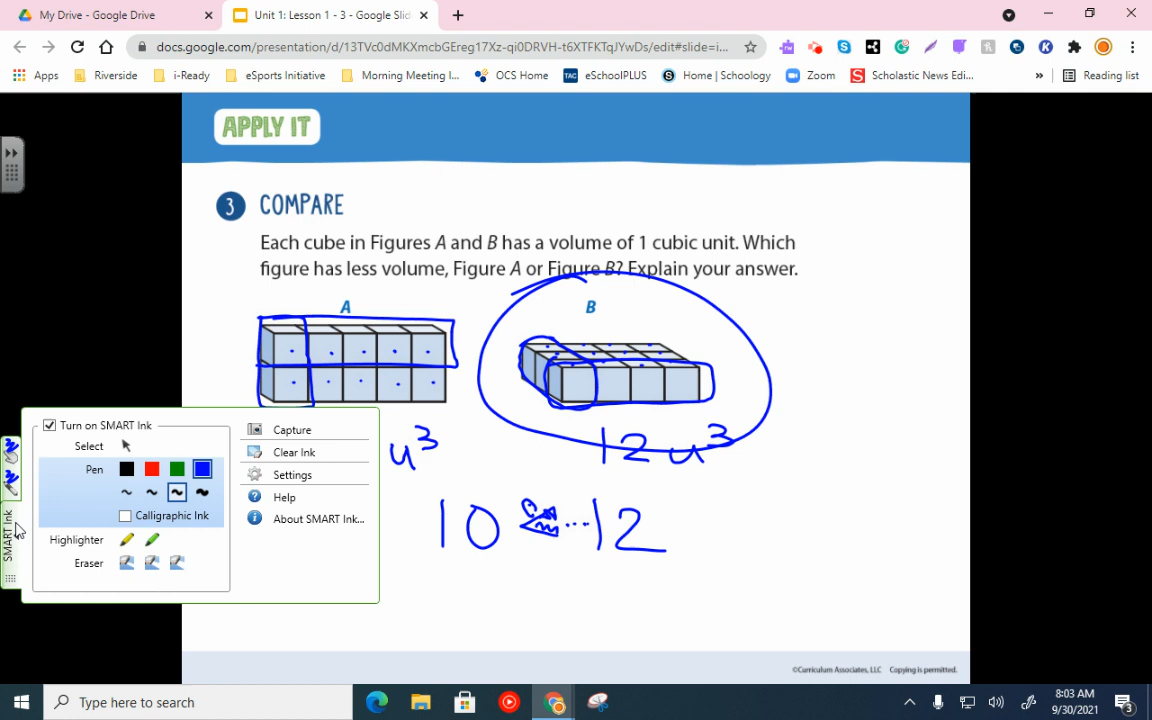 My Drive - Google Drive
Unit 1: Lesson 1 - 3 - Google Slid
docs.google.com/presentation/d/13TVc0dMKXmcbGEreg17Xz-qi0DRVH-t6XTFKTqJYwDs/edit#slide=i...
Apps Riverside i-Ready eSports Initiative Morning Meeting I... OCS Home TAC eSchoolPLUS Home | Schoology Zoom Scholastic News Edi... » Reading list
APPLY IT
3 COMPARE
Each cube in Figures A and B has a volume of 1 cubic unit. Which
figure has less volume, Figure A or Figure B? Explain your answer.
A B
u³ 12 u³
10 12
Turn on SMART Ink
Select
Pen
Calligraphic Ink
Highlighter
Eraser
Capture
Clear Ink
Settings
Help
About SMART Ink...
SMART Ink
©Curriculum Associates, LLC Copying is permitted.
Type here to search
8:03 AM
9/30/2021
3